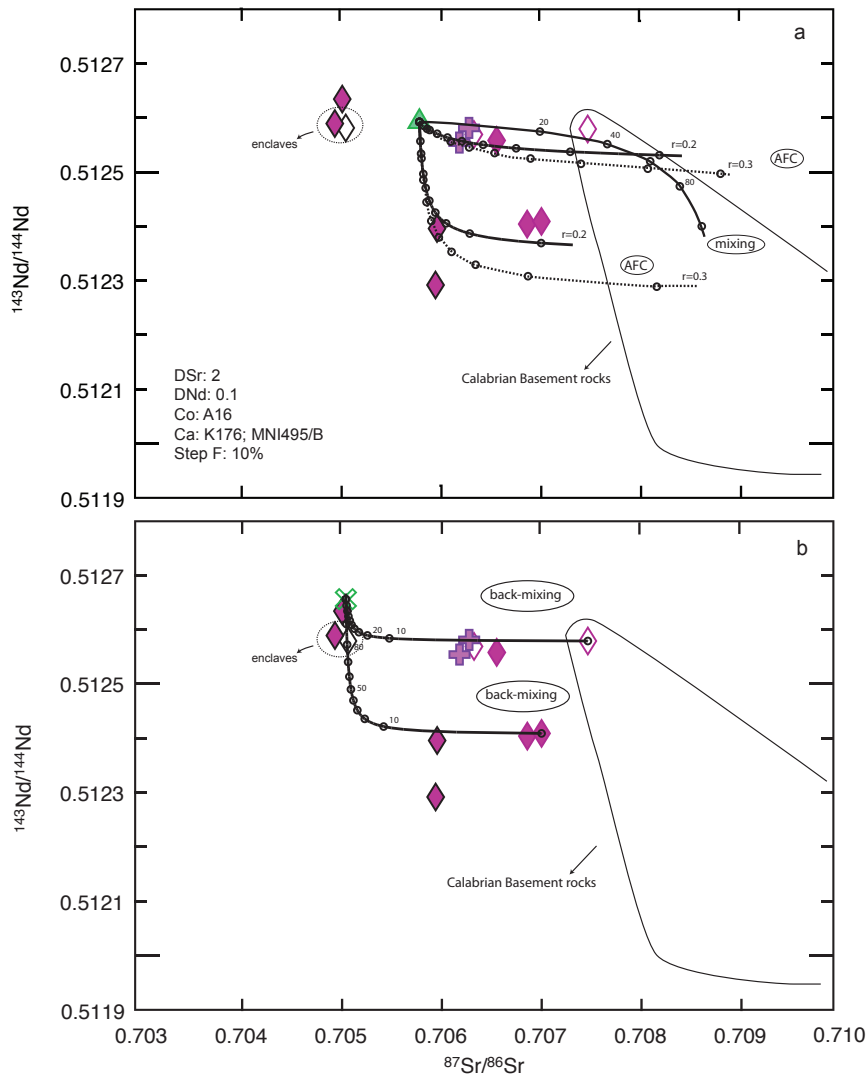 a
0.5127
20
enclaves
40
r=0.2
AFC
r=0.3
0.5125
80
143Nd/144Nd
r=0.2
mixing
AFC
r=0.3
0.5123
DSr: 2
DNd: 0.1
Co: A16
Ca: K176; MNI495/B
Step F: 10%
Calabrian Basement rocks
0.5121
0.5119
b
0.5127
back-mixing
20
10
enclaves
80
0.5125
50
back-mixing
10
143Nd/144Nd
0.5123
Calabrian Basement rocks
0.5121
0.5119
0.703
0.704
0.705
0.706
0.707
0.708
0.709
0.710
87Sr/86Sr